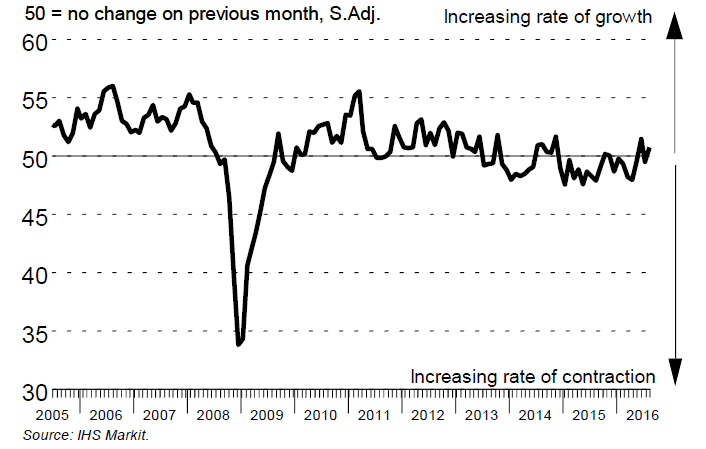 50 = no change on previous month, S.Adj.
Increasing rate of growth
60
55
50
45
40
35
30
Increasing rate of contraction
2005 2006 2007 2008 2009 2010 2011 2012 2013 2014 2015 2016
Source: IHS Markit.